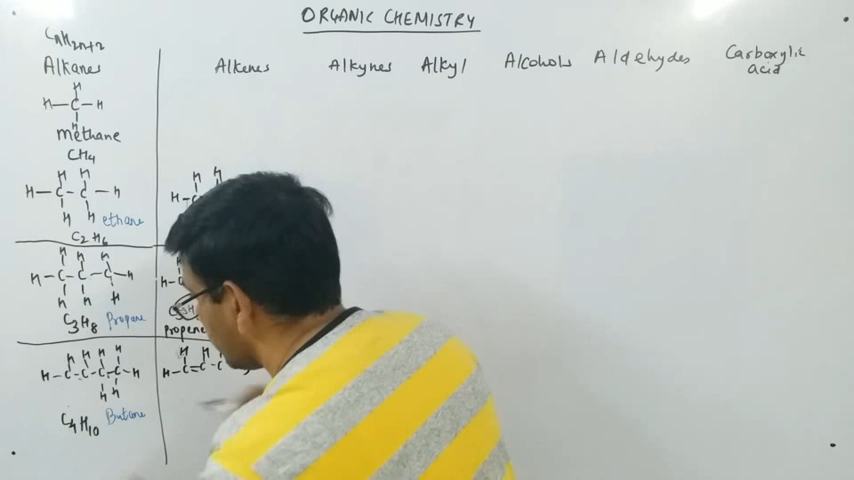 ORGANIC CHEMISTRY
CnH2n+2
Alkanes
Alkenes
Alkynes
Alkyl
Alcohols
Aldehydes
Carboxylic
acid
H
H-C-H
H
methane
CH4
H H
H-C-C-H
H H
ethane
C2H6
H H
H-
H H H
H-C-C-C-H
H H H
C3H8
Propane
H-C
propene
H H H H
H-C-C-C-C-H
H H
C4H10
Butane
H H H
H-C=C-C